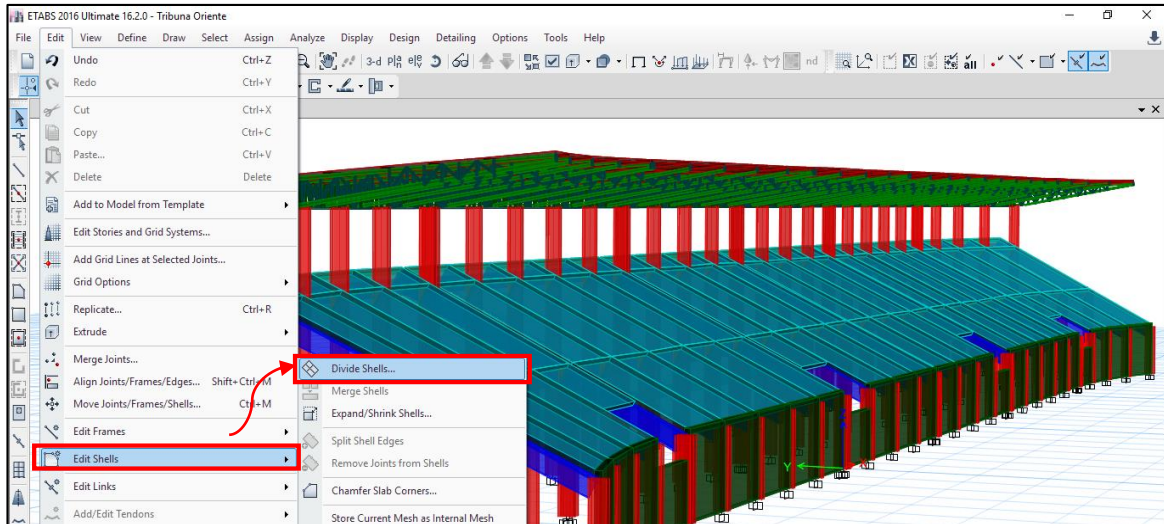 ETABS 2016 Ultimate 16.2.0 - Tribuna Oriente
File Edit View Define Draw Select Assign Analyze Display Design Detailing Options Tools Help
Undo Ctrl+Z
3-d nd all
Redo Ctrl+Y
Cut Ctrl+X
Copy Ctrl+C
Paste... Ctrl+V
Delete Delete
Add to Model from Template
Edit Stories and Grid Systems...
Add Grid Lines at Selected Joints...
Grid Options
Replicate... Ctrl+R
Extrude
Merge Joints...
Align Joints/Frames/Edges... Shift+Ctrl+M
Move Joints/Frames/Shells... Ctrl+M
Edit Frames
Edit Shells
Edit Links
Add/Edit Tendons
Divide Shells...
Merge Shells
Expand/Shrink Shells...
Split Shell Edges
Remove Joints from Shells
Chamfer Slab Corners...
Store Current Mesh as Internal Mesh
Y